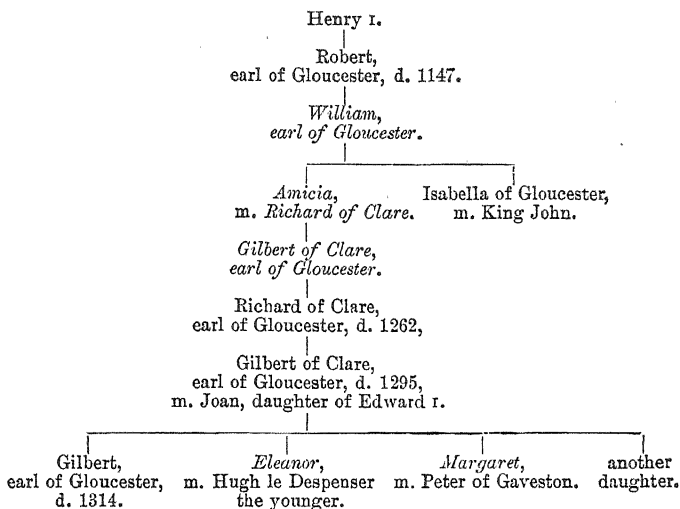 Henry I.
Robert,
earl of Gloucester, d. 1147.
William,
earl of Gloucester.
Amicia,
m. Richard of Clare.
Isabella of Gloucester,
m. King John.
Gilbert of Clare,
earl of Gloucester.
Richard of Clare,
earl of Gloucester, d. 1262,
Gilbert of Clare,
earl of Gloucester, d. 1295,
m. Joan, daughter of Edward I.
Gilbert,
earl of Gloucester,
d. 1314.
Eleanor,
m. Hugh le Despenser
the younger.
Margaret,
m. Peter of Gaveston.
another
daughter.